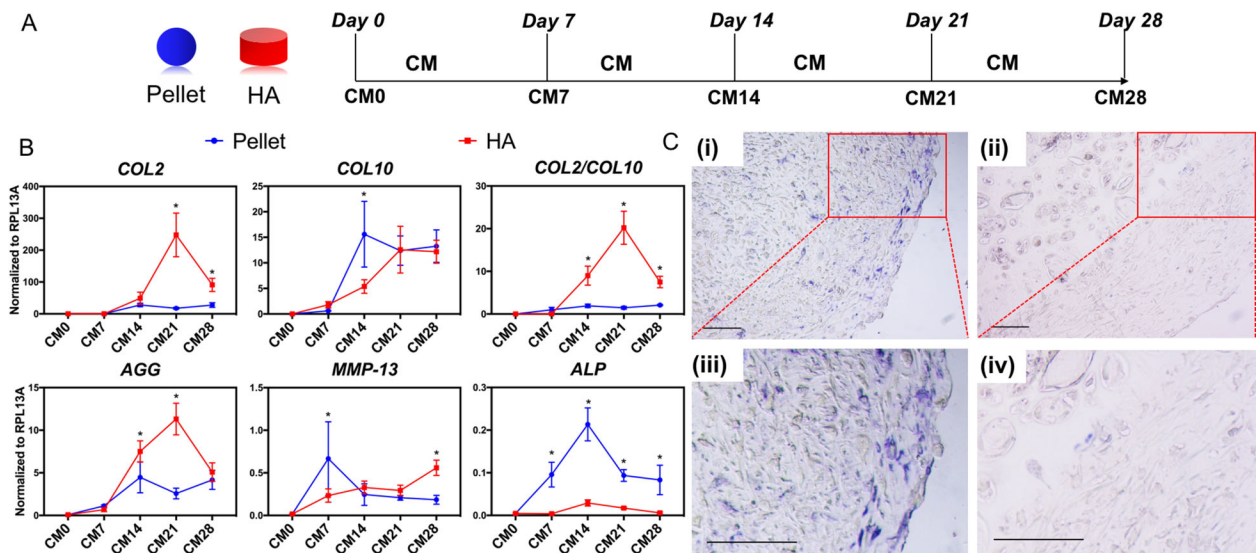 A
Pellet
HA
Day 0
Day 7
Day 14
Day 21
Day 28
CM
CM
CM
CM
CM0
CM7
CM14
CM21
CM28
B
Pellet
HA
COL2
Normalized to RPL13A
400
300
200
100
0
*
*
CM0
CM7
CM14
CM21
CM28
COL10
25
20
15
10
5
0
*
CM0
CM7
CM14
CM21
CM28
COL2/COL10
30
20
10
0
*
*
*
CM0
CM7
CM14
CM21
CM28
AGG
Normalized to RPL13A
15
10
5
0
*
*
CM0
CM7
CM14
CM21
CM28
MMP-13
1.5
1.0
0.5
0.0
*
*
CM0
CM7
CM14
CM21
CM28
ALP
0.3
0.2
0.1
0.0
*
*
*
*
CM0
CM7
CM14
CM21
CM28
C
(i)
(ii)
(iii)
(iv)